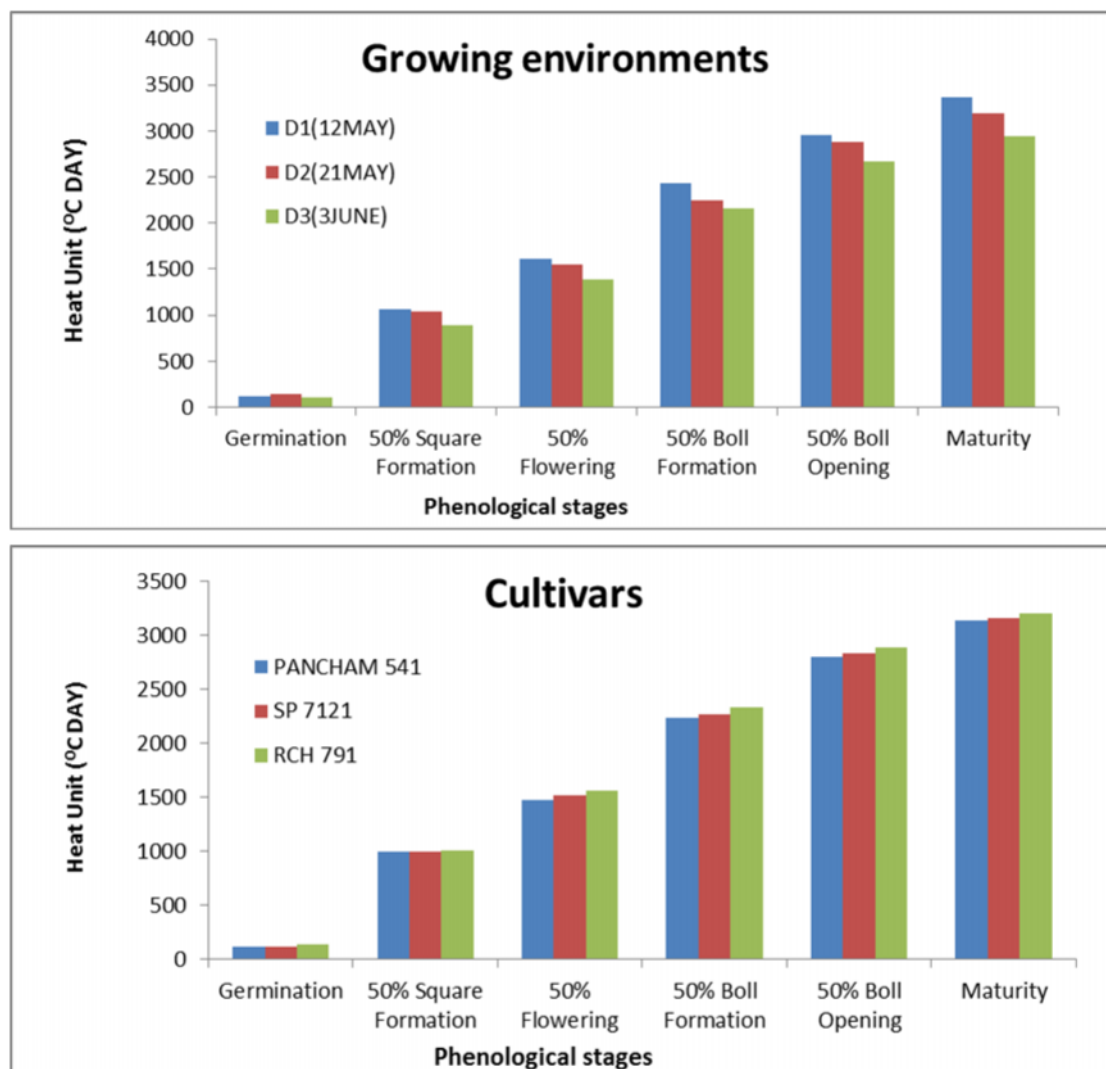 Growing environments
4000
3500
3000
2500
2000
1500
1000
500
0
Heat Unit (⁰C DAY)
D1(12MAY)
D2(21MAY)
D3(3JUNE)
Germination
50% Square
Formation
50%
Flowering
50% Boll
Formation
50% Boll
Opening
Maturity
Phenological stages
Cultivars
3500
3000
2500
2000
1500
1000
500
0
Heat Unit (⁰C DAY)
PANCHAM 541
SP 7121
RCH 791
Germination
50% Square
Formation
50%
Flowering
50% Boll
Formation
50% Boll
Opening
Maturity
Phenological stages